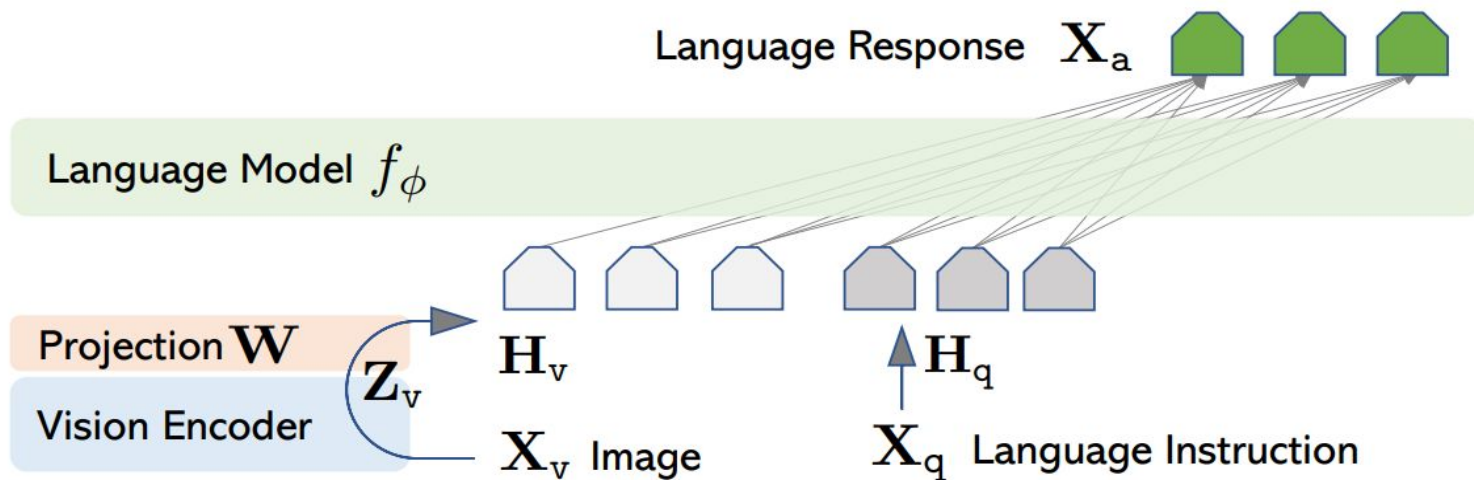 Language Response X_a
Language Model f_ϕ
Projection W
Z_v
H_v
H_q
Vision Encoder
X_v Image
X_q Language Instruction